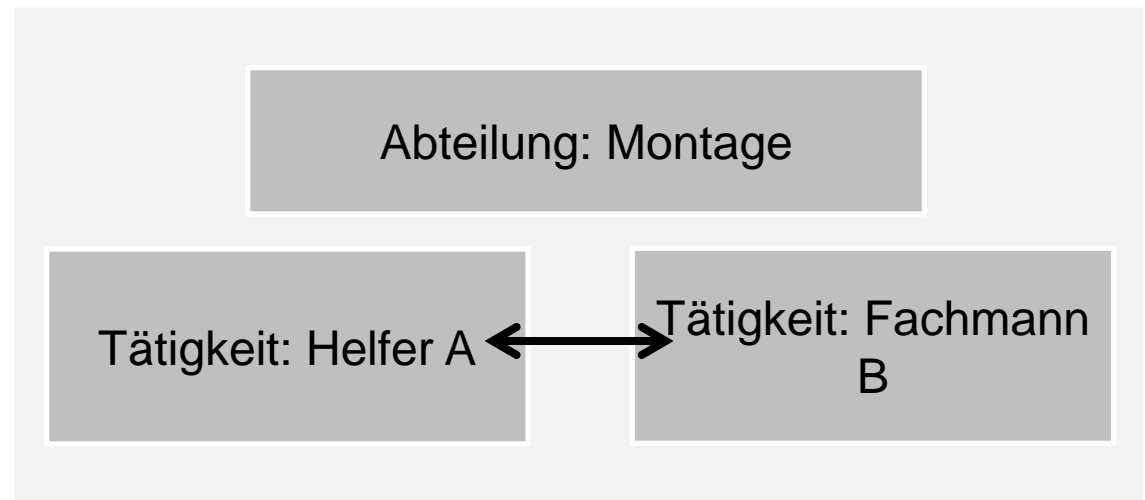 Abteilung: Montage
Tätigkeit: Helfer A
Tätigkeit: Fachmann
B